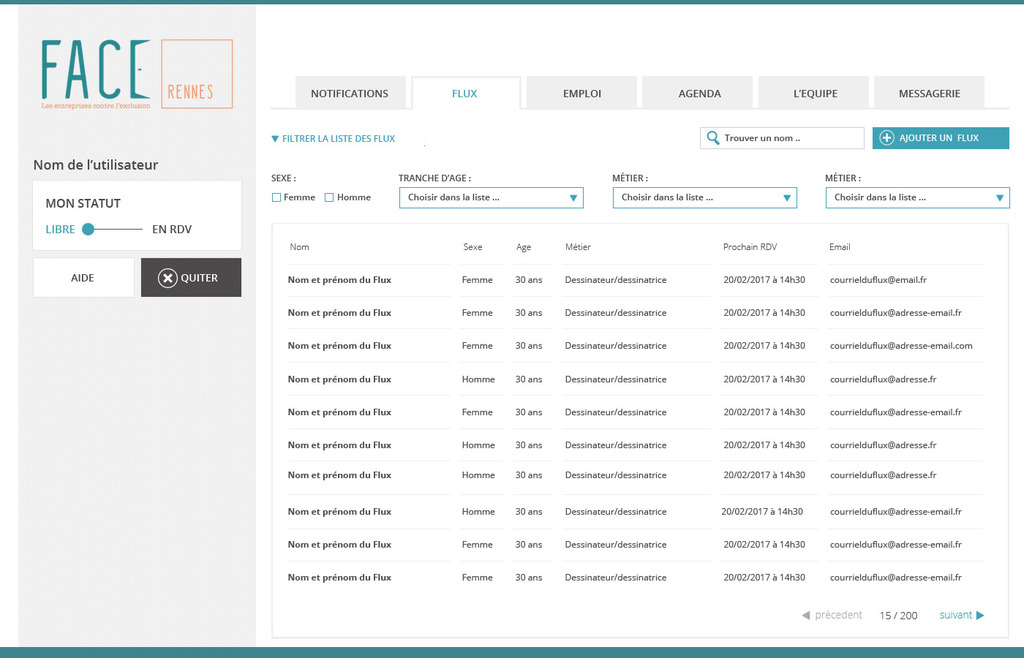 FACE
RENNES
Les entreprises contre l'exclusion
Nom de l'utilisateur
MON STATUT
LIBRE EN RDV
AIDE QUITER
NOTIFICATIONS FLUX EMPLOI AGENDA L'EQUIPE MESSAGERIE
FILTRER LA LISTE DES FLUX Trouver un nom .. AJOUTER UN FLUX
SEXE : TRANCHE D'AGE : MÉTIER : MÉTIER :
Femme Homme Choisir dans la liste ... Choisir dans la liste ... Choisir dans la liste ...
Nom Sexe Age Métier Prochain RDV Email
Nom et prénom du Flux Femme 30 ans Dessinateur/dessinatrice 20/02/2017 à 14h30 courrielduflux@email.fr
Nom et prénom du Flux Femme 30 ans Dessinateur/dessinatrice 20/02/2017 à 14h30 courrielduflux@adresse-email.fr
Nom et prénom du Flux Femme 30 ans Dessinateur/dessinatrice 20/02/2017 à 14h30 courrielduflux@adresse-email.com
Nom et prénom du Flux Homme 30 ans Dessinateur/dessinatrice 20/02/2017 à 14h30 courrielduflux@adresse.fr
Nom et prénom du Flux Femme 30 ans Dessinateur/dessinatrice 20/02/2017 à 14h30 courrielduflux@adresse-email.fr
Nom et prénom du Flux Homme 30 ans Dessinateur/dessinatrice 20/02/2017 à 14h30 courrielduflux@adresse.fr
Nom et prénom du Flux Homme 30 ans Dessinateur/dessinatrice 20/02/2017 à 14h30 courrielduflux@adresse.fr
Nom et prénom du Flux Homme 30 ans Dessinateur/dessinatrice 20/02/2017 à 14h30 courrielduflux@adresse-email.fr
Nom et prénom du Flux Femme 30 ans Dessinateur/dessinatrice 20/02/2017 à 14h30 courrielduflux@adresse-email.fr
Nom et prénom du Flux Femme 30 ans Dessinateur/dessinatrice 20/02/2017 à 14h30 courrielduflux@adresse-email.fr
précedent 15 / 200 suivant